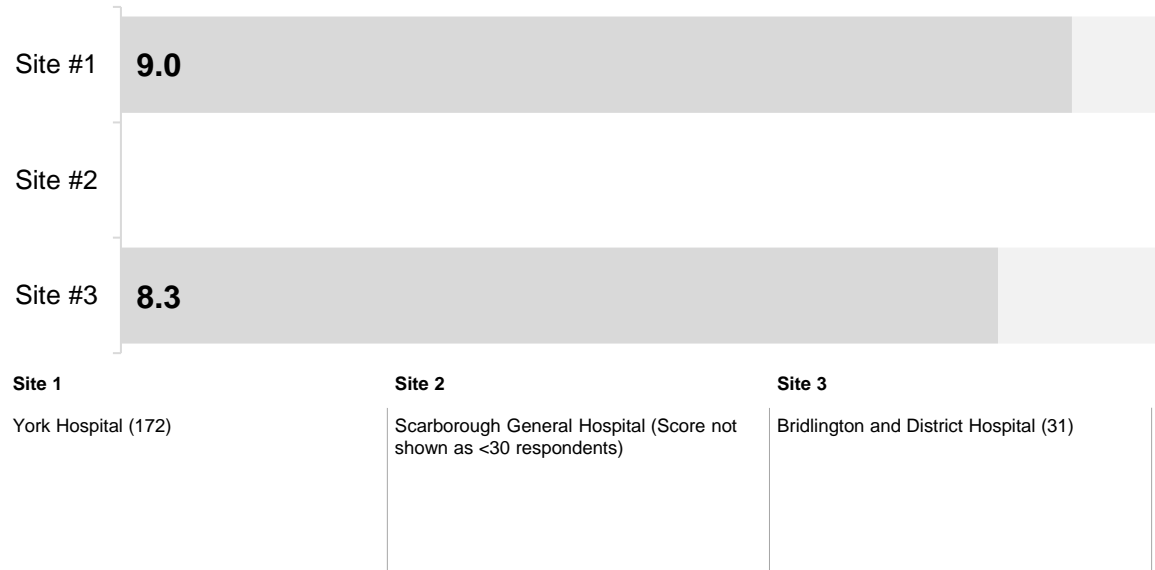 Site #1
9.0
Site #2
Site #3
8.3
Site 1
Site 2
Site 3
York Hospital (172)
Scarborough General Hospital (Score not
shown as <30 respondents)
Bridlington and District Hospital (31)